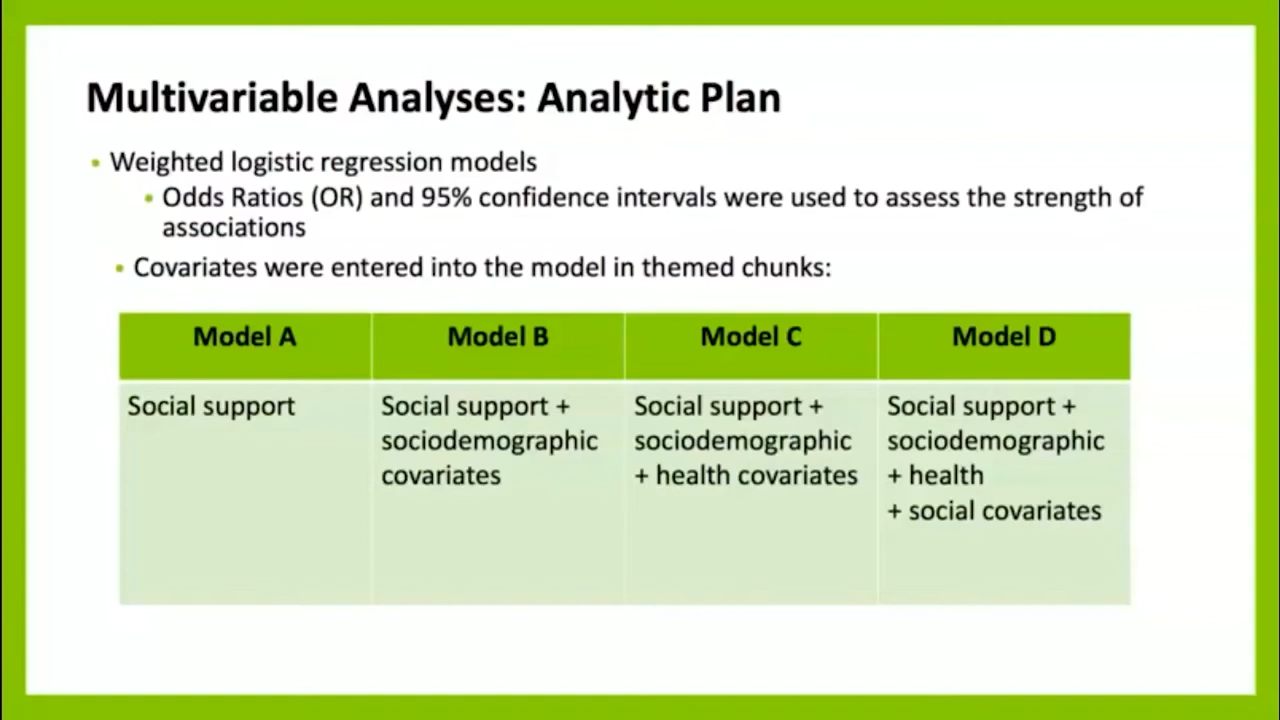 Multivariable Analyses: Analytic Plan
• Weighted logistic regression models
• Odds Ratios (OR) and 95% confidence intervals were used to assess the strength of
associations
• Covariates were entered into the model in themed chunks:
Model A
Model B
Model C
Model D
Social support
Social support +
sociodemographic
covariates
Social support +
sociodemographic
+ health covariates
Social support +
sociodemographic
+ health
+ social covariates